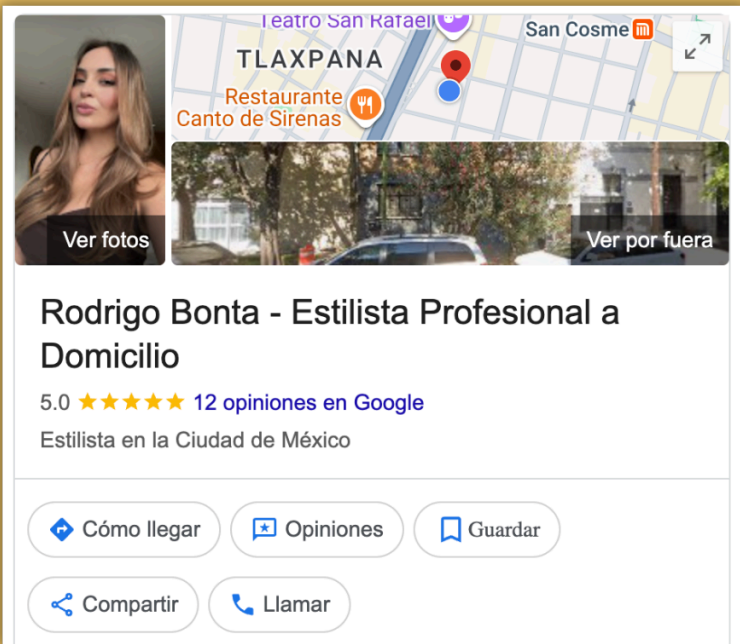 Teatro San Rafael
San Cosme
TLAXPANA
Restaurante
Canto de Sirenas
Ver fotos
Ver por fuera
Rodrigo Bonta - Estilista Profesional a
Domicilio
5.0 12 opiniones en Google
Estilista en la Ciudad de México
Cómo llegar
Opiniones
Guardar
Compartir
Llamar